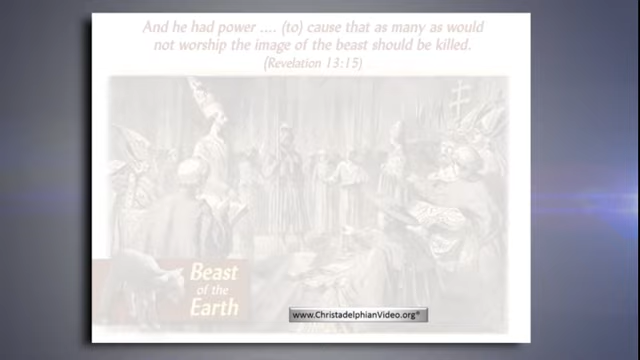 And he had power .... (to) cause that as many as would
not worship the image of the beast should be killed.
(Revelation 13:15)
Beast
of the
Earth
www.ChristadelphianVideo.org®